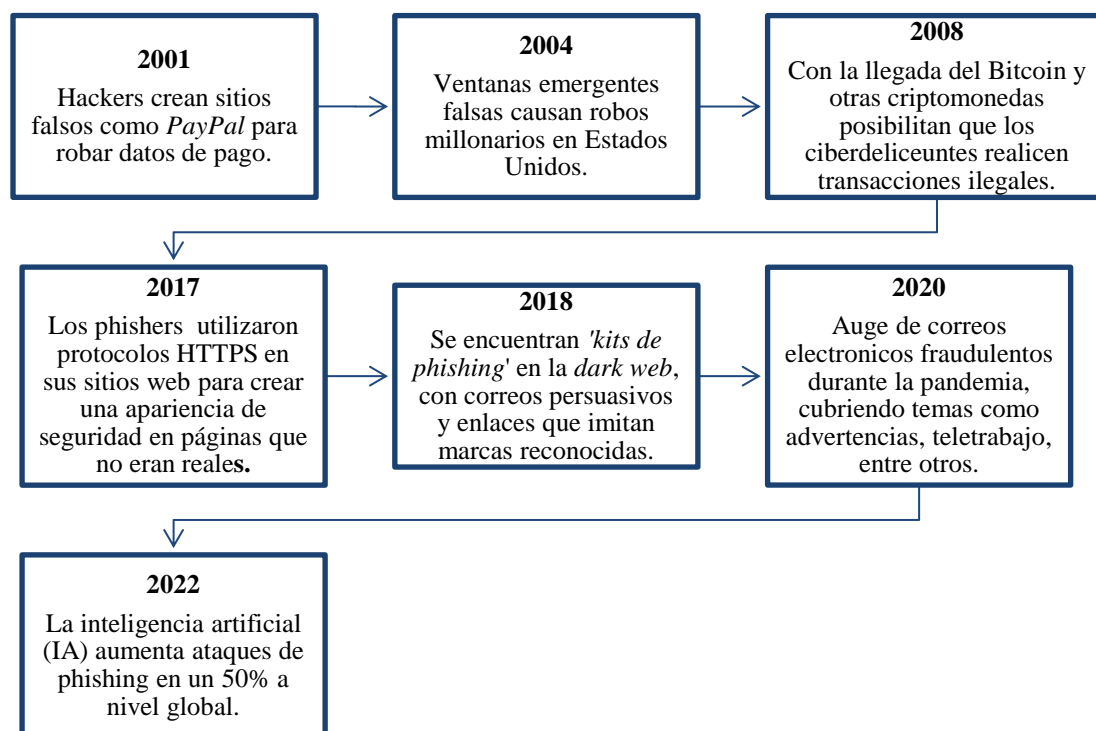 2001
Hackers crean sitios
falsos como PayPal para
robar datos de pago.
2004
Ventanas emergentes
falsas causan robos
millonarios en Estados
Unidos.
2008
Con la llegada del Bitcoin y
otras criptomonedas
posibilitan que los
ciberdeliceuntes realicen
transacciones ilegales.
2017
Los phishers utilizaron
protocolos HTTPS en
sus sitios web para crear
una apariencia de
seguridad en páginas que
no eran reales.
2018
Se encuentran 'kits de
phishing' en la dark web,
con correos persuasivos
y enlaces que imitan
marcas reconocidas.
2020
Auge de correos
electronicos fraudulentos
durante la pandemia,
cubriendo temas como
advertencias, teletrabajo,
entre otros.
2022
La inteligencia artificial
(IA) aumenta ataques de
phishing en un 50% a
nivel global.